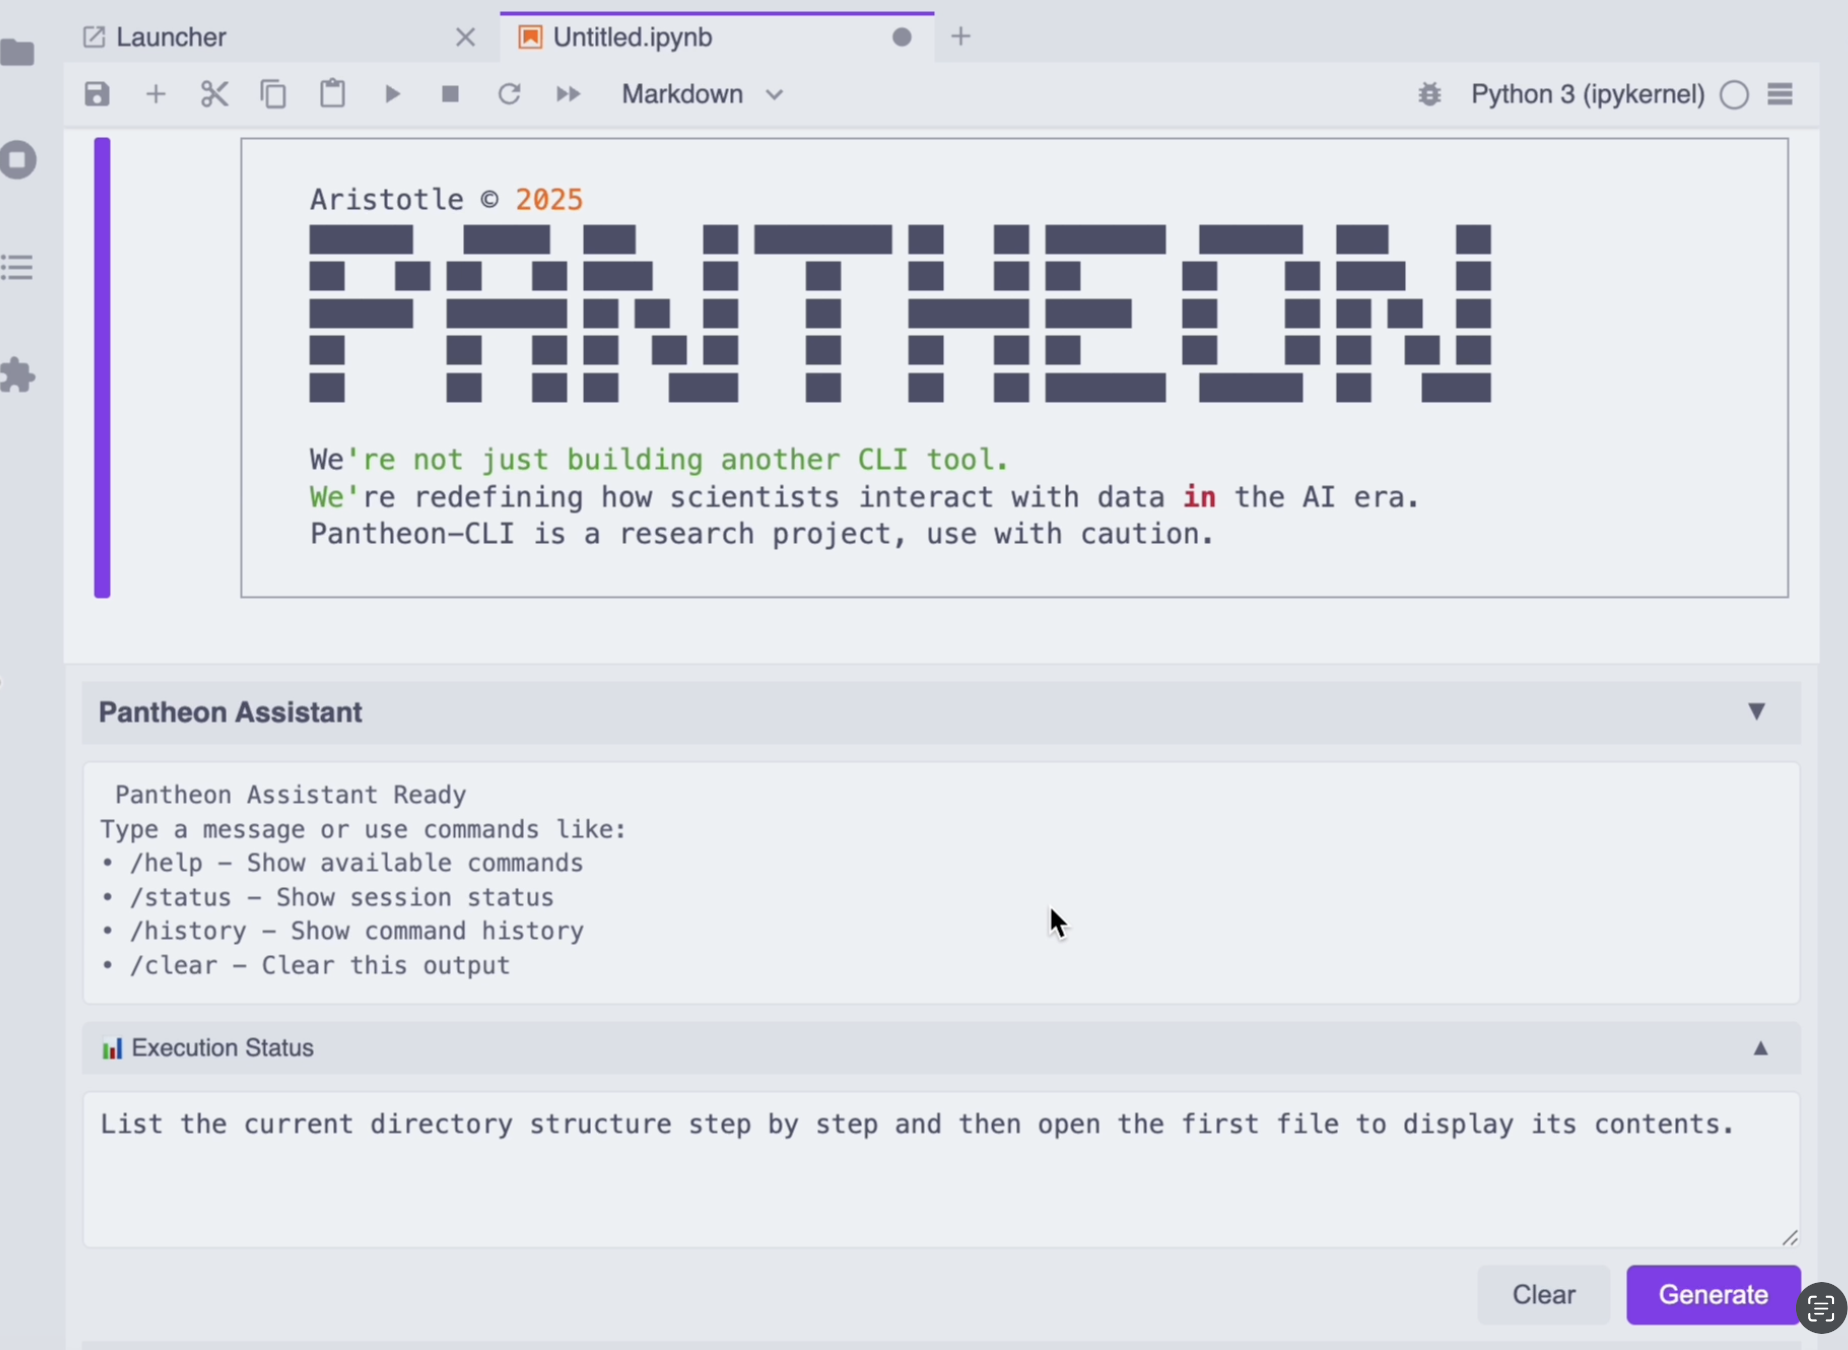 Launcher
Untitled.ipynb
Markdown
Python 3 (ipykernel)
Aristotle © 2025
PANTHEON
We're not just building another CLI tool.
We're redefining how scientists interact with data in the AI era.
Pantheon-CLI is a research project, use with caution.
Pantheon Assistant
Pantheon Assistant Ready
Type a message or use commands like:
• /help – Show available commands
• /status – Show session status
• /history – Show command history
• /clear – Clear this output
Execution Status
List the current directory structure step by step and then open the first file to display its contents.
Clear
Generate